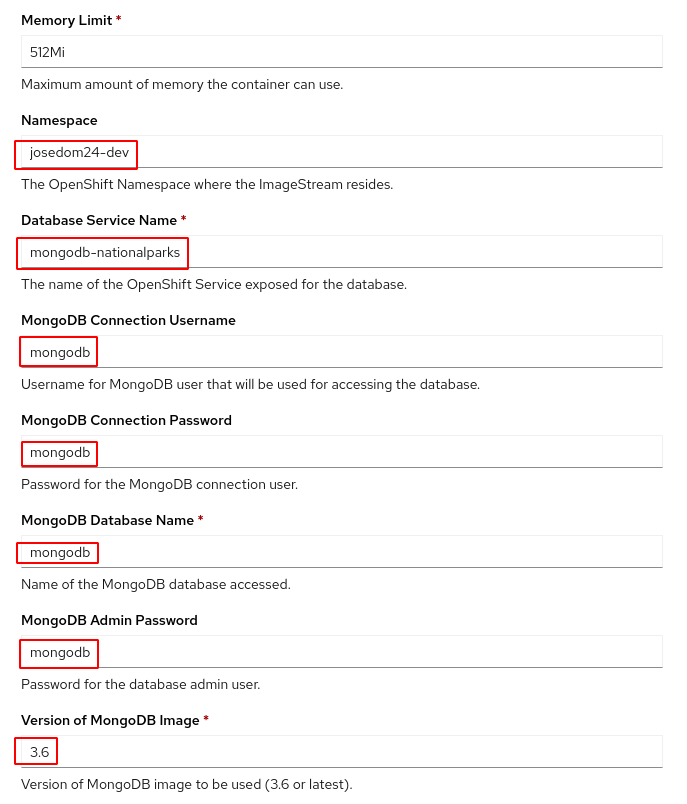 Memory Limit *
512Mi
Maximum amount of memory the container can use.
Namespace
josedom24-dev
The OpenShift Namespace where the ImageStream resides.
Database Service Name *
mongodb-nationalparks
The name of the OpenShift Service exposed for the database.
MongoDB Connection Username
mongodb
Username for MongoDB user that will be used for accessing the database.
MongoDB Connection Password
mongodb
Password for the MongoDB connection user.
MongoDB Database Name *
mongodb
Name of the MongoDB database accessed.
MongoDB Admin Password
mongodb
Password for the database admin user.
Version of MongoDB Image *
3.6
Version of MongoDB image to be used (3.6 or latest).